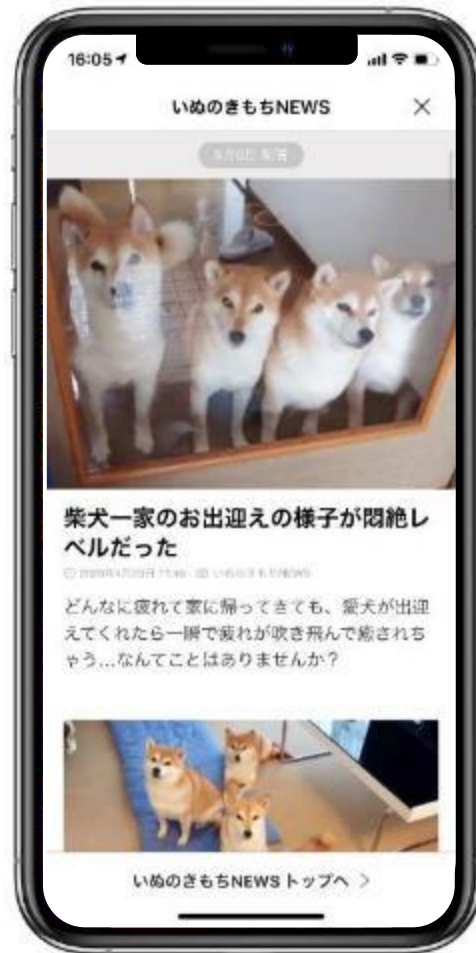 16:05
いぬのきもちNEWS
柴犬一家のお出迎えの様子が悶絶レ
ベルだった
どんなに疲れて家に帰ってきても、愛犬が出迎
えてくれたら一瞬で疲れが吹き飛んで癒されち
ゃう…なんてことはありませんか？
いぬのきもちNEWSトップへ